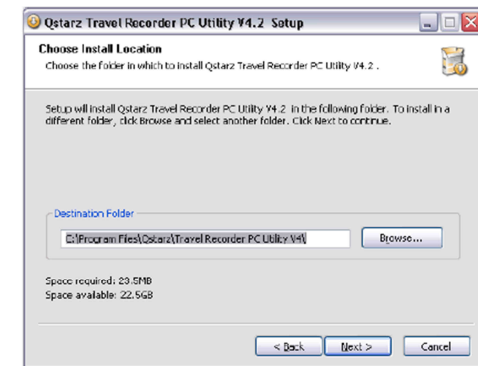 Qstarz Travel Recorder PC Utility V4.2 Setup
Choose Install Location
Choose the folder in which to install Qstarz Travel Recorder PC Utility V4.2 .
Setup will install Qstarz Travel Recorder PC Utility V4.2 in the following folder. To install in a
different folder, click Browse and select another folder. Click Next to continue.
Destination Folder
C:\Program Files\Qstarz\Travel Recorder PC Utility V4\
Browse...
Space required: 23.5MB
Space available: 22.5GB
< Back Next > Cancel